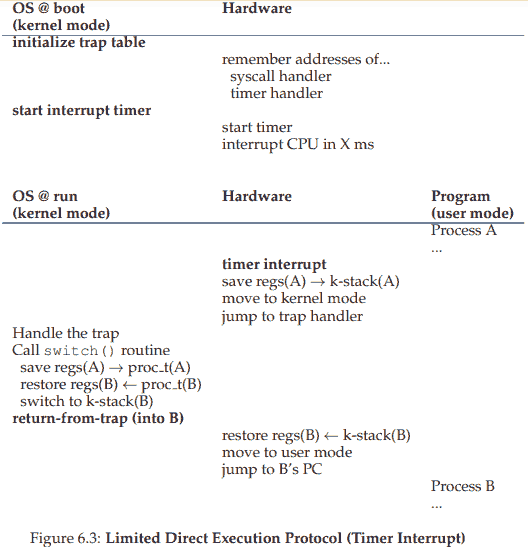 OS @ boot Hardware
(kernel mode)
initialize trap table
remember addresses of...
syscall handler
timer handler
start interrupt timer
start timer
interrupt CPU in X ms
OS @ run Hardware Program
(kernel mode) (user mode)
Process A
...
timer interrupt
save regs(A) → k-stack(A)
move to kernel mode
jump to trap handler
Handle the trap
Call switch() routine
save regs(A) → proc_t(A)
restore regs(B) ← proc_t(B)
switch to k-stack(B)
return-from-trap (into B)
restore regs(B) ← k-stack(B)
move to user mode
jump to B's PC
Process B
...
Figure 6.3: Limited Direct Execution Protocol (Timer Interrupt)